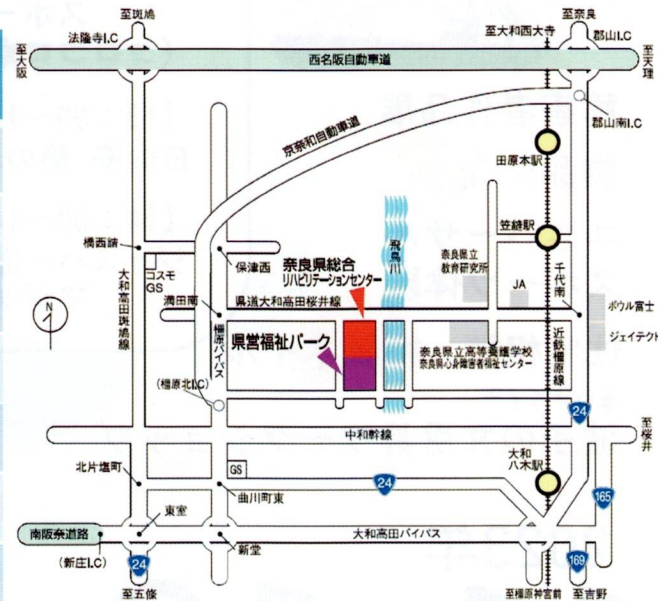 至斑鳩
至奈良
法隆寺I.C
至大和西大寺
郡山I.C
至大阪
西名阪自動車道
至天理
京奈和自動車道
郡山南I.C
田原本駅
笠縫駅
橋西詰
コスモGS
保津西
飛鳥川
奈良県立
教育研究所
奈良県総合
リハビリテーションセンター
JA
千代南
大和高田斑鳩線
満田南
県道大和高田桜井線
ボウル富士
ジェイテクト
橿原バイパス
県営福祉パーク
奈良県立高等養護学校
奈良県心身障害者福祉センター
近鉄橿原線
(橿原北I.C)
24
至桜井
中和幹線
北片塩町
GS
曲川町東
24
大和
八木駅
165
南阪奈道路
東室
新堂
大和高田バイパス
(新庄I.C)
24
169
至五條
至橿原神宮前
至吉野
N